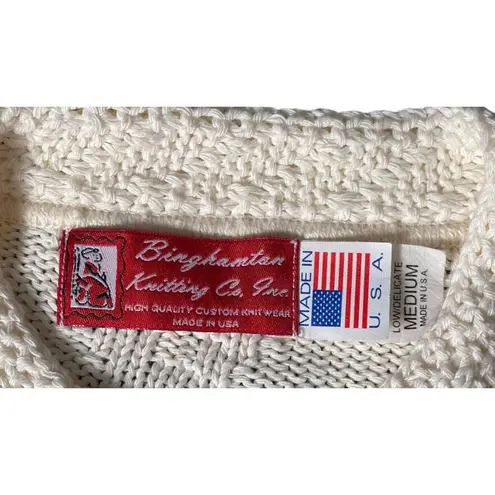 Binghamton
Knitting Co, Inc.
HIGH QUALITY CUSTOM KNIT WEAR
MADE IN USA
MADE IN
U. S. A.
LOW/DELICATE
MEDIUM
MADE IN U.S.A